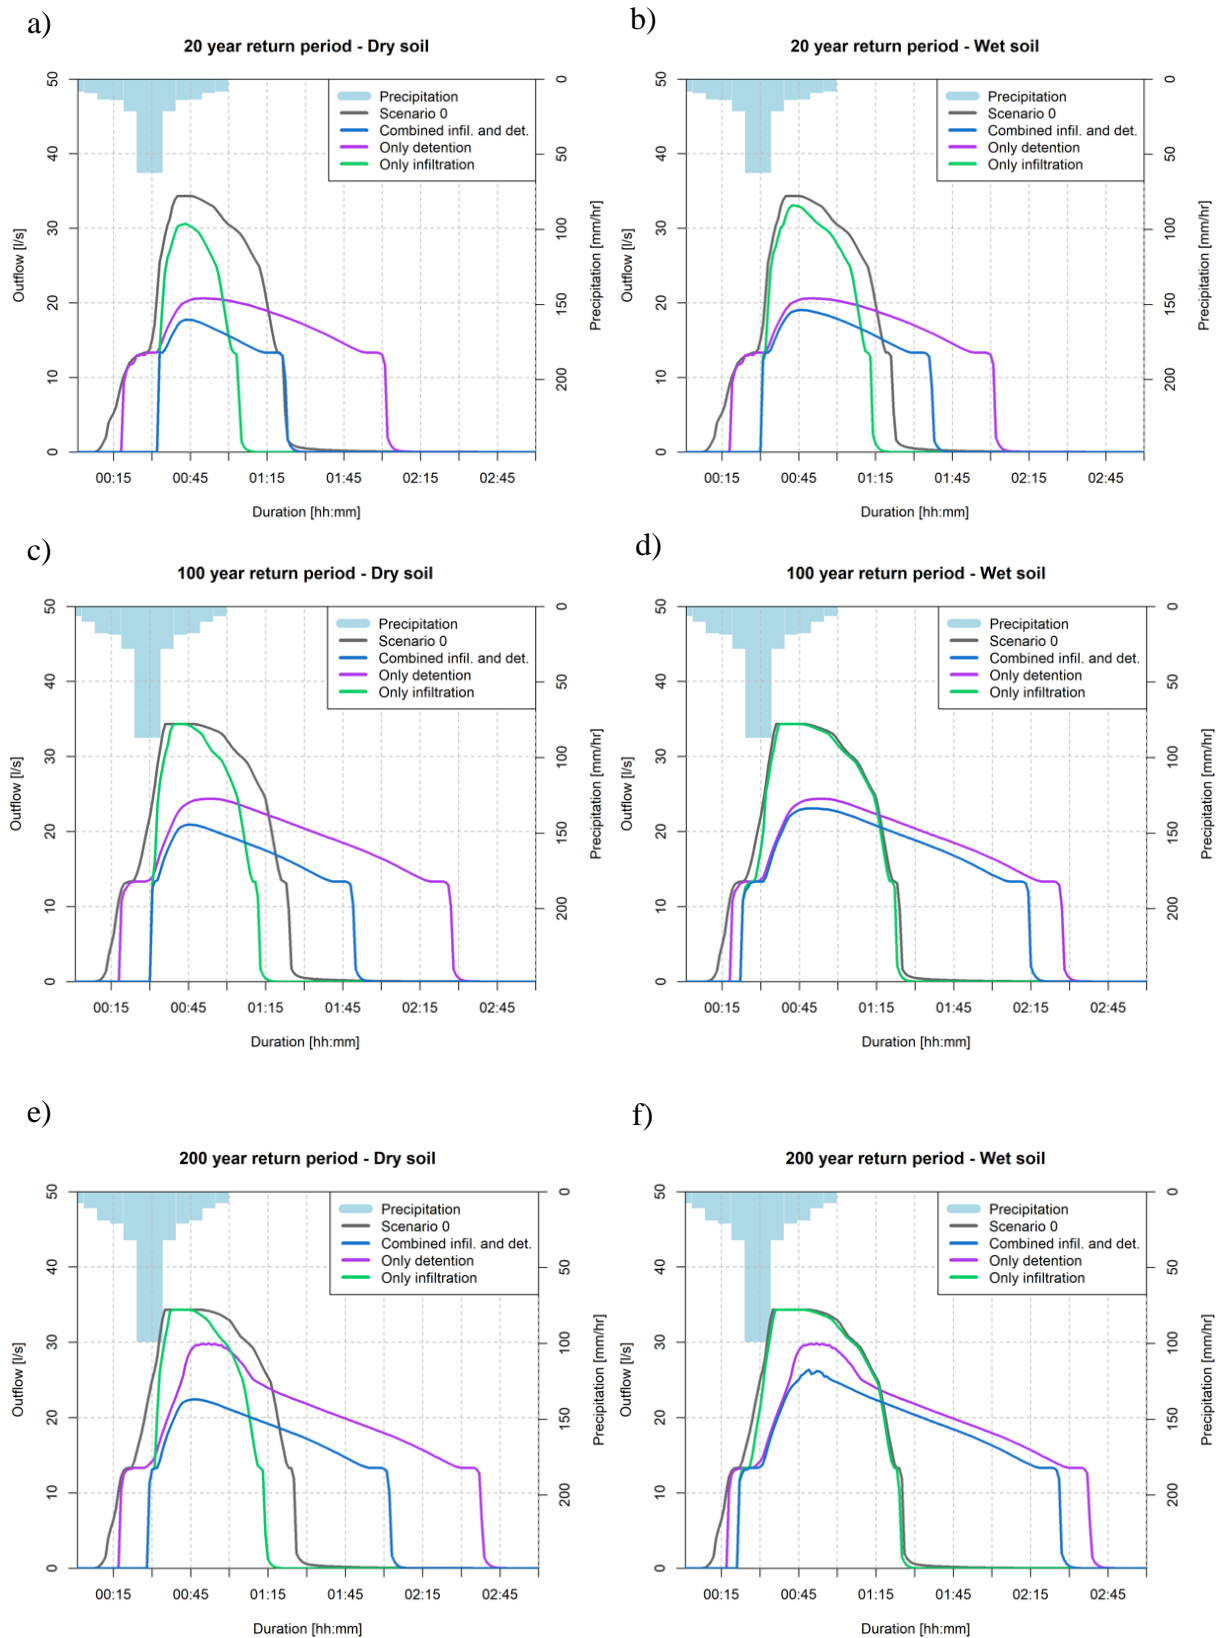 a)
20 year return period - Dry soil
50
40
30
20
10
0
Outflow [l/s]
Precipitation
Scenario 0
Combined infil. and det.
Only detention
Only infiltration
0
50
100
150
200
Precipitation [mm/hr]
00:15 00:45 01:15 01:45 02:15 02:45
Duration [hh:mm]
b)
20 year return period - Wet soil
50
40
30
20
10
0
Outflow [l/s]
Precipitation
Scenario 0
Combined infil. and det.
Only detention
Only infiltration
0
50
100
150
200
Precipitation [mm/hr]
00:15 00:45 01:15 01:45 02:15 02:45
Duration [hh:mm]
c)
100 year return period - Dry soil
50
40
30
20
10
0
Outflow [l/s]
Precipitation
Scenario 0
Combined infil. and det.
Only detention
Only infiltration
0
50
100
150
200
Precipitation [mm/hr]
00:15 00:45 01:15 01:45 02:15 02:45
Duration [hh:mm]
d)
100 year return period - Wet soil
50
40
30
20
10
0
Outflow [l/s]
Precipitation
Scenario 0
Combined infil. and det.
Only detention
Only infiltration
0
50
100
150
200
Precipitation [mm/hr]
00:15 00:45 01:15 01:45 02:15 02:45
Duration [hh:mm]
e)
200 year return period - Dry soil
50
40
30
20
10
0
Outflow [l/s]
Precipitation
Scenario 0
Combined infil. and det.
Only detention
Only infiltration
0
50
100
150
200
Precipitation [mm/hr]
00:15 00:45 01:15 01:45 02:15 02:45
Duration [hh:mm]
f)
200 year return period - Wet soil
50
40
30
20
10
0
Outflow [l/s]
Precipitation
Scenario 0
Combined infil. and det.
Only detention
Only infiltration
0
50
100
150
200
Precipitation [mm/hr]
00:15 00:45 01:15 01:45 02:15 02:45
Duration [hh:mm]